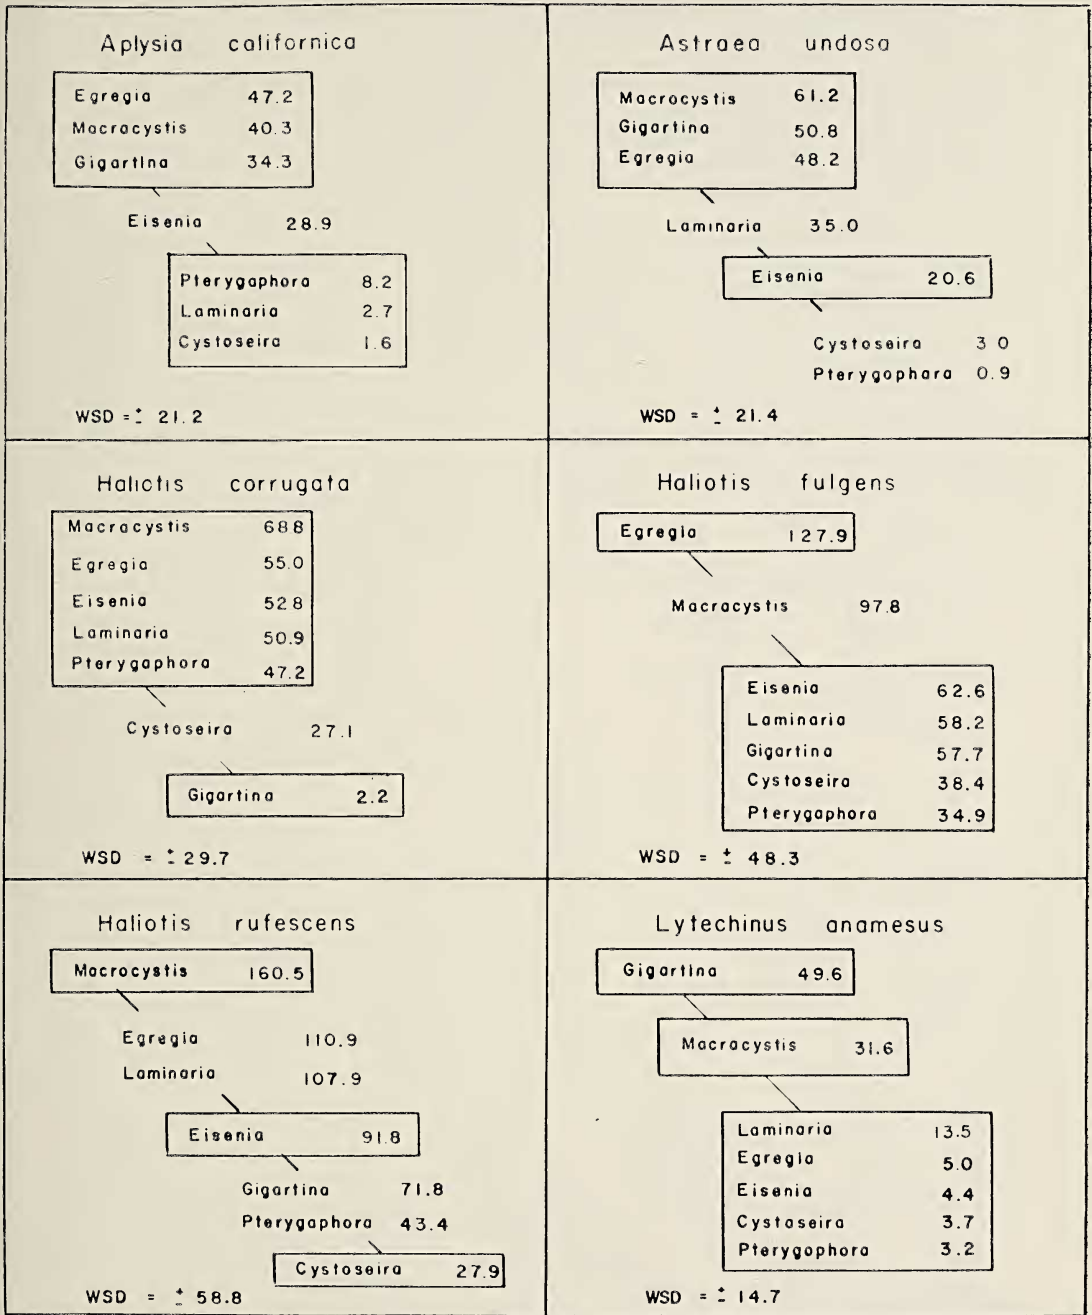 Aplysia californica
Egregia 47.2
Macracystis 40.3
Gigartina 34.3
Eisenia 28.9
Pterygaphora 8.2
Laminaria 2.7
Cystoseira 1.6
WSD = ± 21.2
Astraea undosa
Macrocystis 61.2
Gigartina 50.8
Egregia 48.2
Laminaria 35.0
Eisenia 20.6
Cystoseira 3 0
Pterygophara 0.9
WSD = ± 21.4
Haliotis corrugata
Macracystis 68 8
Egregia 55.0
Eisenia 52 8
Laminaria 50.9
Pterygaphora 47.2
Cystoseira 27.1
Gigartina 2.2
WSD = ± 29.7
Haliotis fulgens
Egregia 127.9
Macracystis 97.8
Eisenia 62.6
Laminaria 58.2
Gigartina 57.7
Cystoseira 38.4
Pterygaphora 34.9
WSD = ± 48.3
Haliotis rufescens
Macrocystis 160.5
Egregia 110.9
Laminaria 107.9
Eisenia 91.8
Gigartina 71.8
Pterygaphora 43.4
Cystoseira 27.9
WSD = ± 58.8
Lytechinus anamesus
Gigartina 49.6
Macracystis 31.6
Laminaria 13.5
Egregia 5.0
Eisenia 4.4
Cystaseira 3.7
Pterygophora 3.2
WSD = ± 14.7